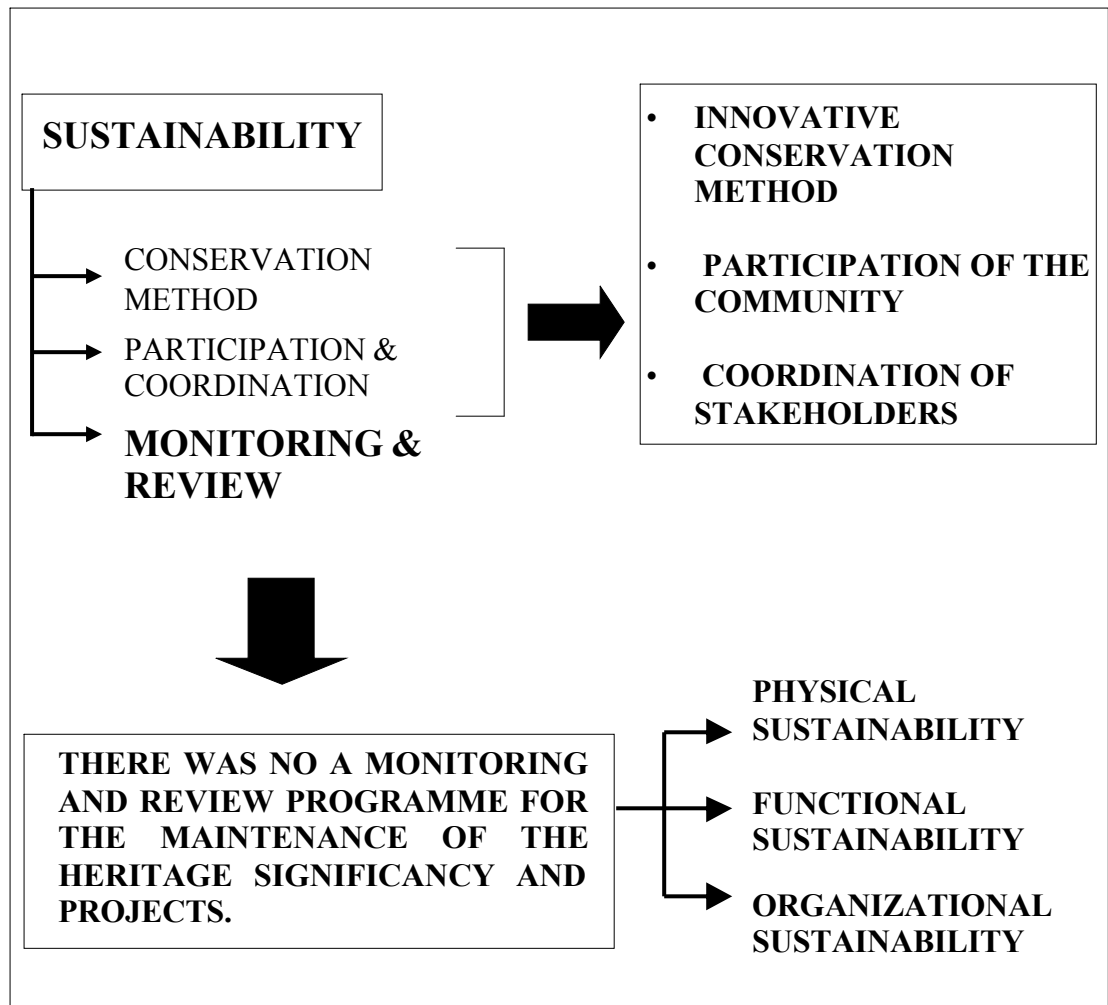 SUSTAINABILITY
CONSERVATION
METHOD
PARTICIPATION &
COORDINATION
MONITORING &
REVIEW
• INNOVATIVE
CONSERVATION
METHOD
• PARTICIPATION OF THE
COMMUNITY
• COORDINATION OF
STAKEHOLDERS
THERE WAS NO A MONITORING
AND REVIEW PROGRAMME FOR
THE MAINTENANCE OF THE
HERITAGE SIGNIFICANCY AND
PROJECTS.
PHYSICAL
SUSTAINABILITY
FUNCTIONAL
SUSTAINABILITY
ORGANIZATIONAL
SUSTAINABILITY